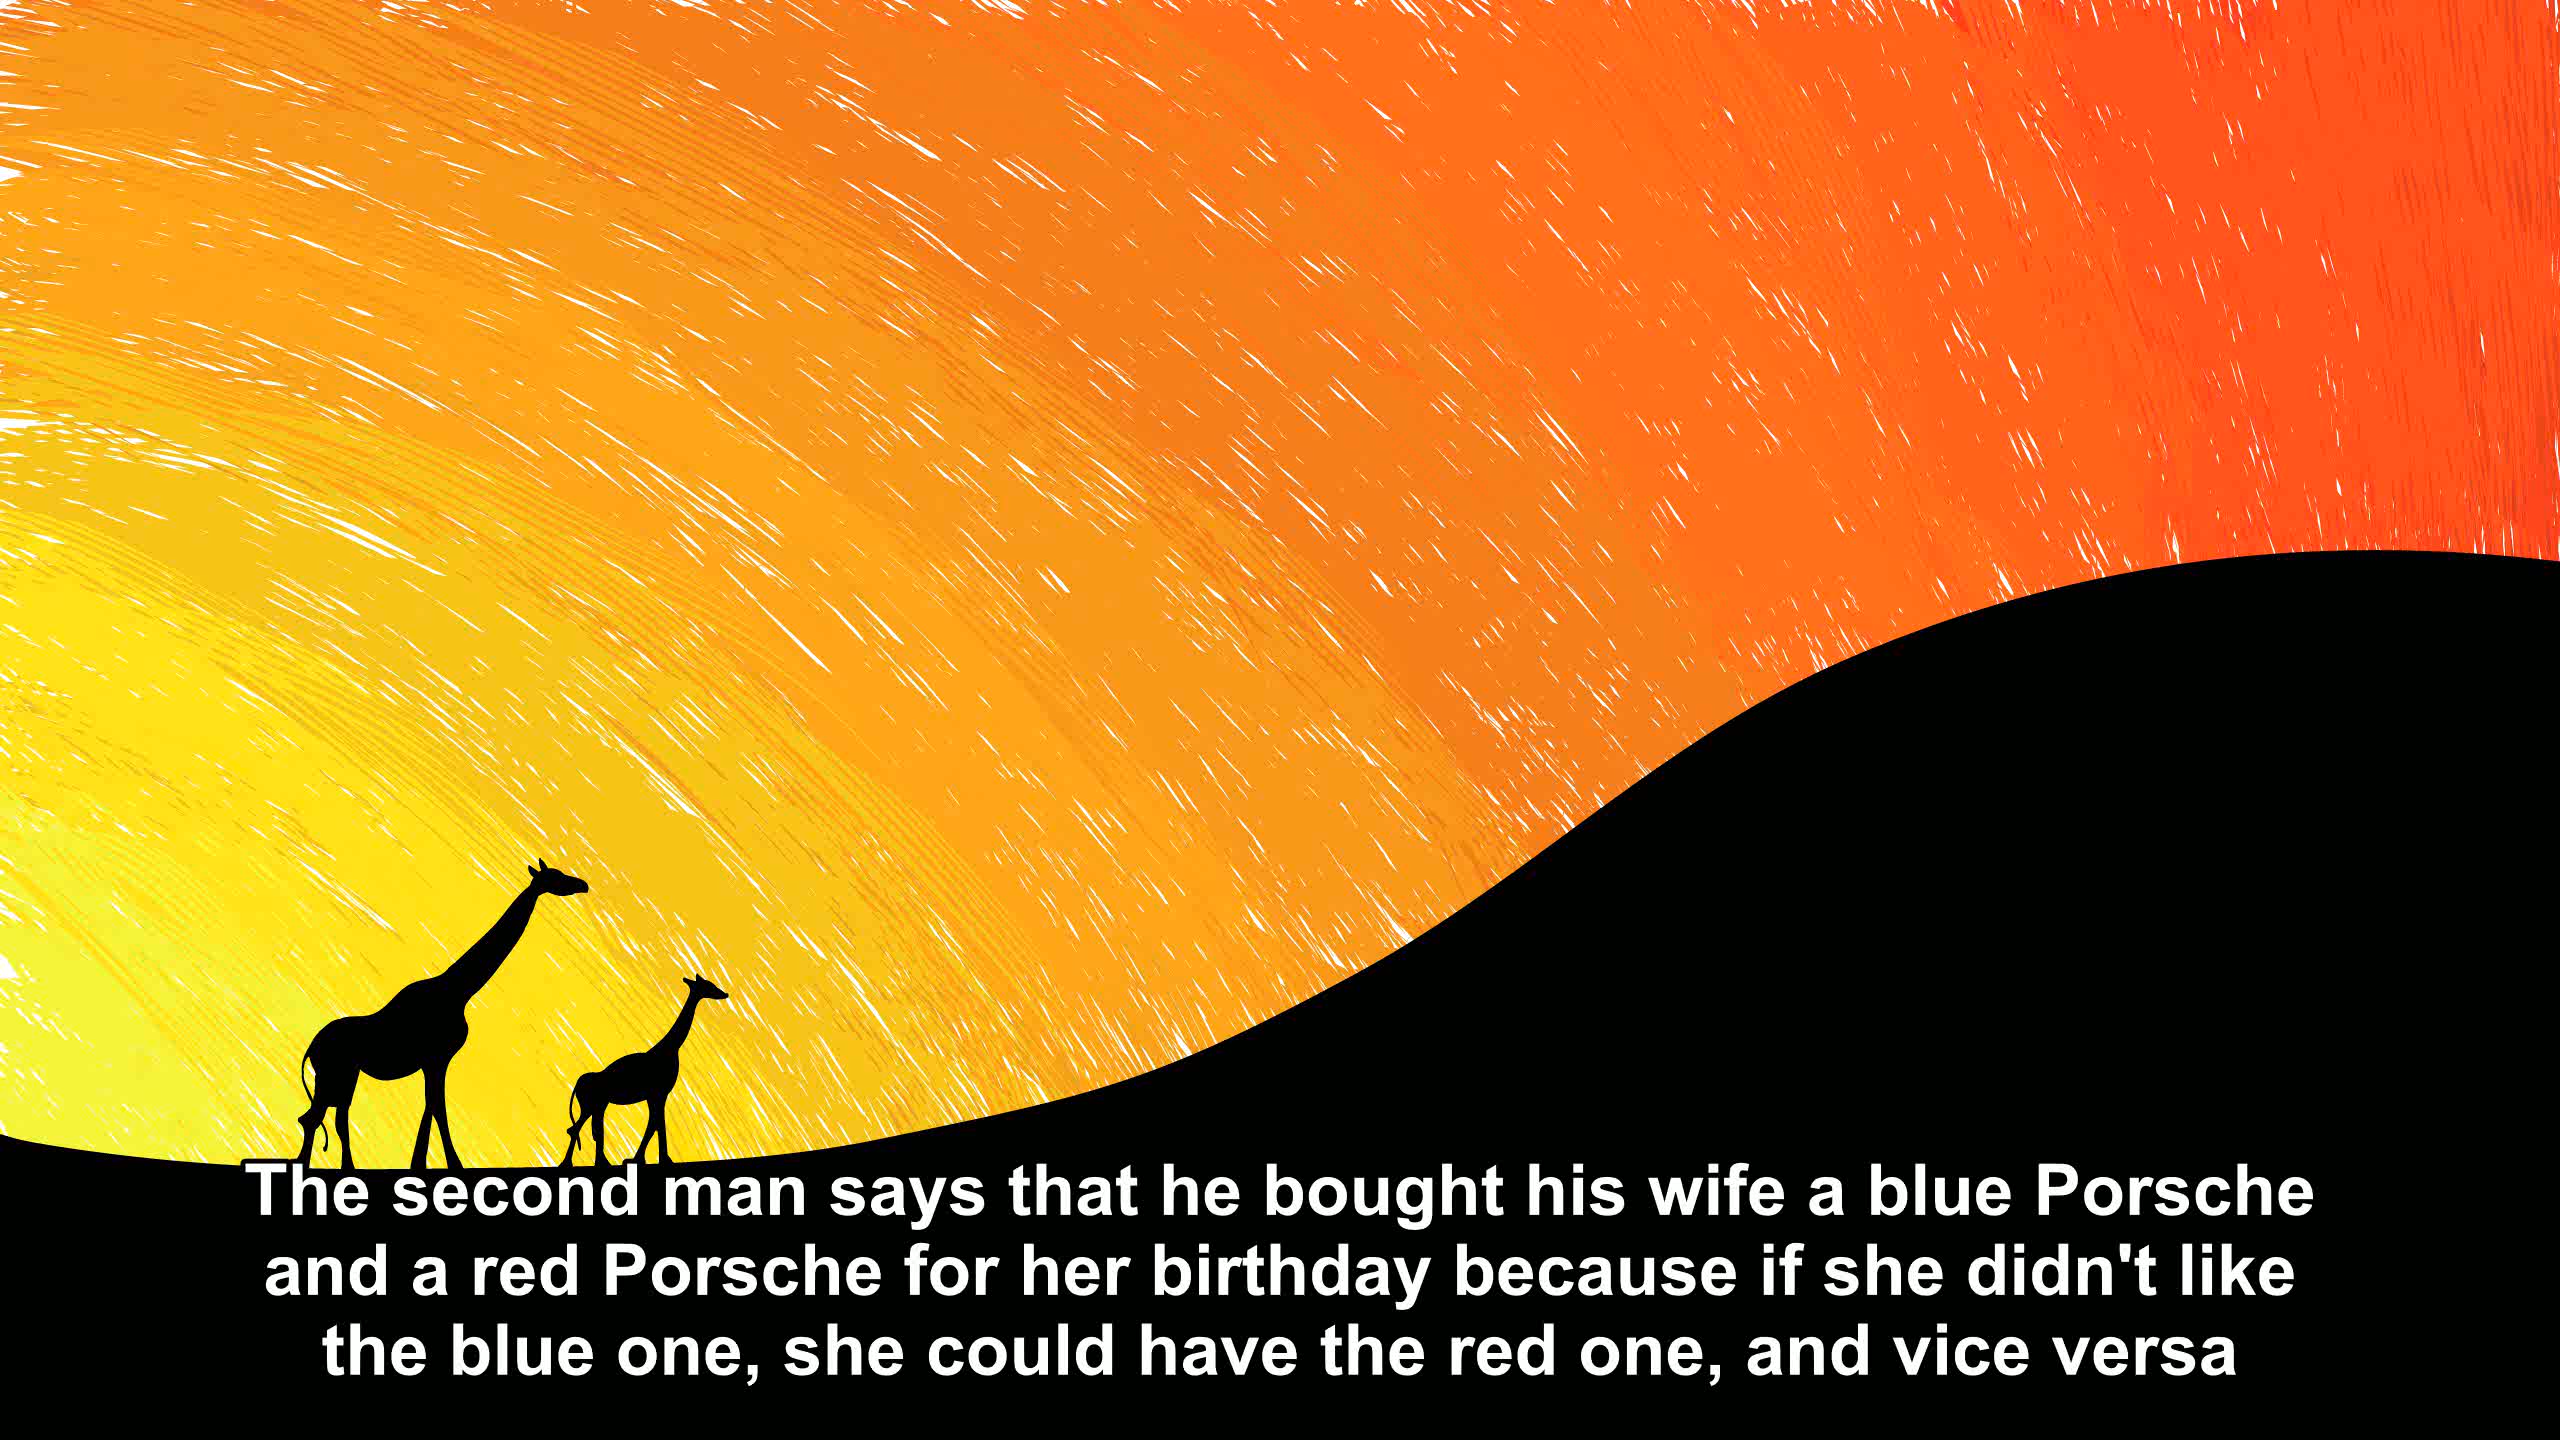 The second man says that he bought his wife a blue Porsche
and a red Porsche for her birthday because if she didn't like
the blue one, she could have the red one, and vice versa